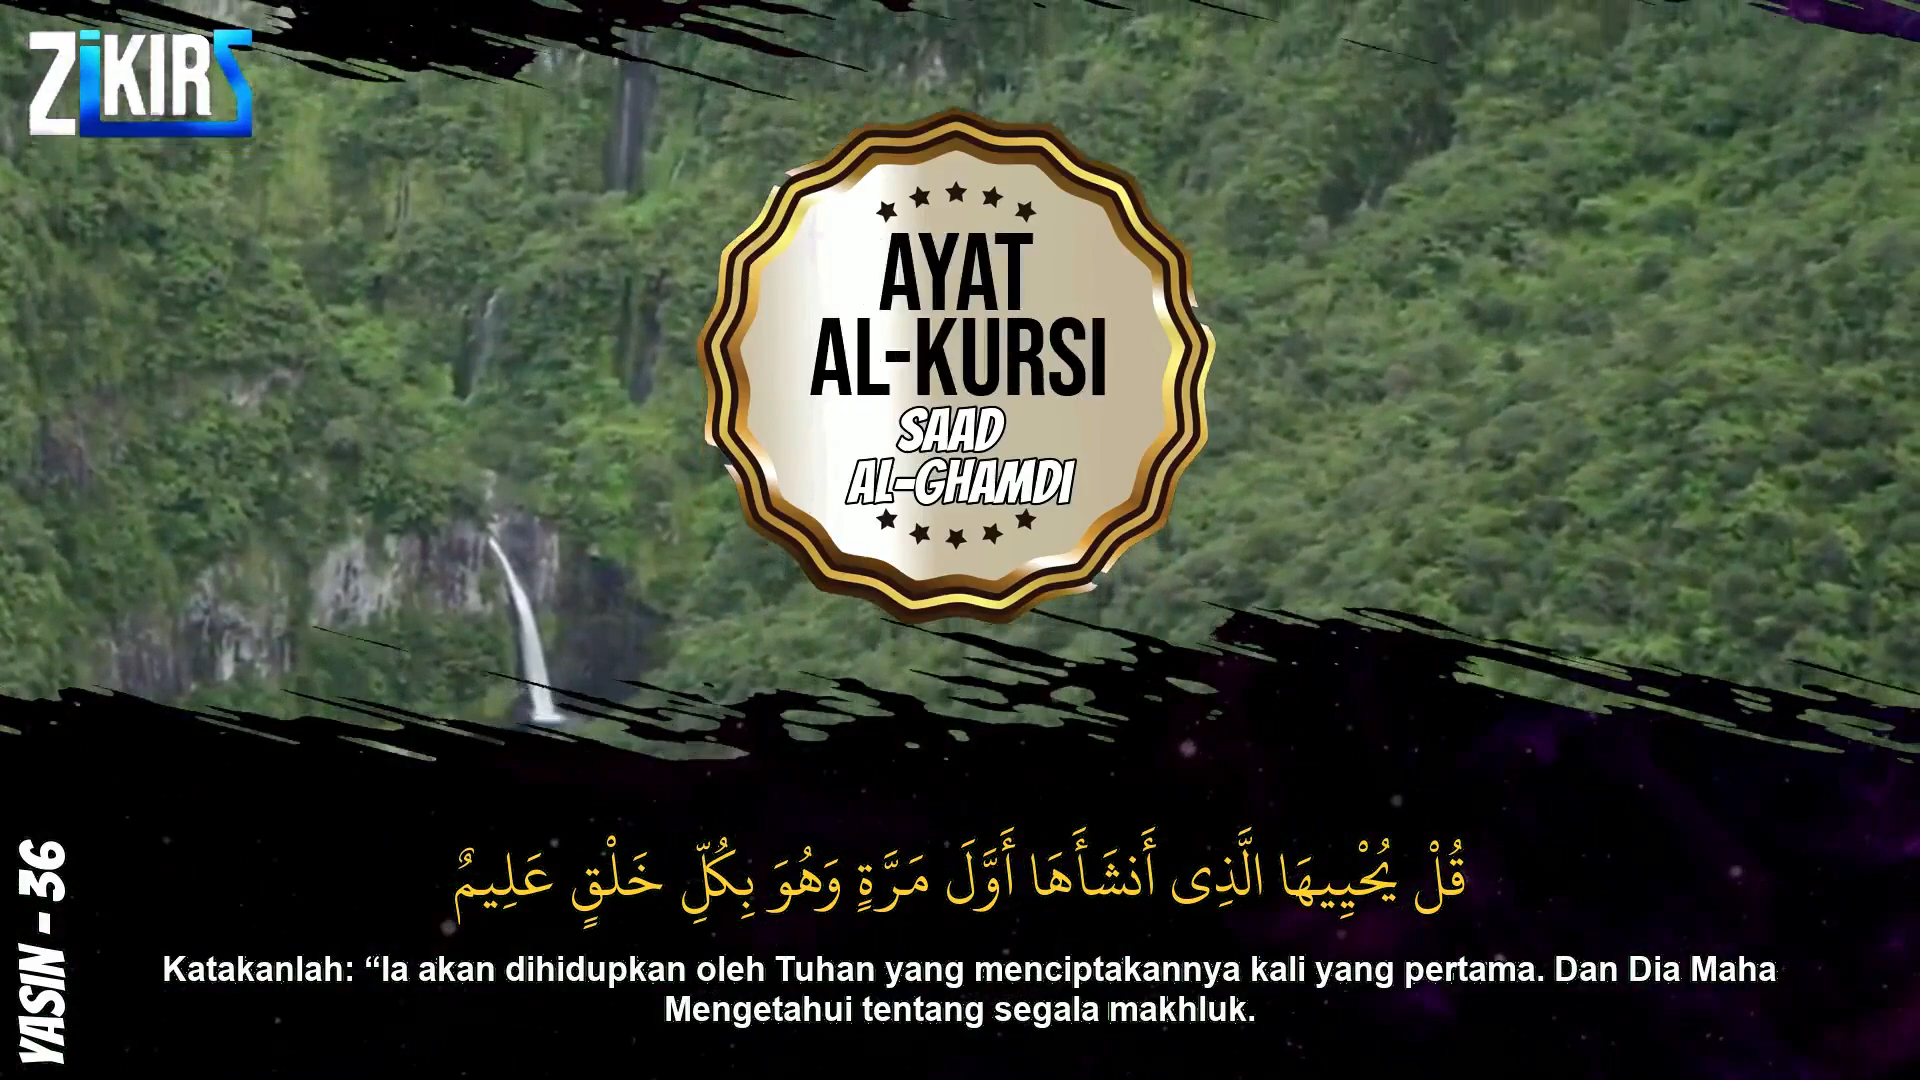 ZiKIRS
AYAT
AL-KURSI
SAAD
AL-GHAMDI
YASIN - 36
قُلْ يُحْيِيهَا الَّذِى أَنشَأَهَا أَوَّلَ مَرَّةٍ وَهُوَ بِكُلِّ خَلْقٍ عَلِيمٌ
Katakanlah: “Ia akan dihidupkan oleh Tuhan yang menciptakannya kali yang pertama. Dan Dia Maha
Mengetahui tentang segala makhluk.